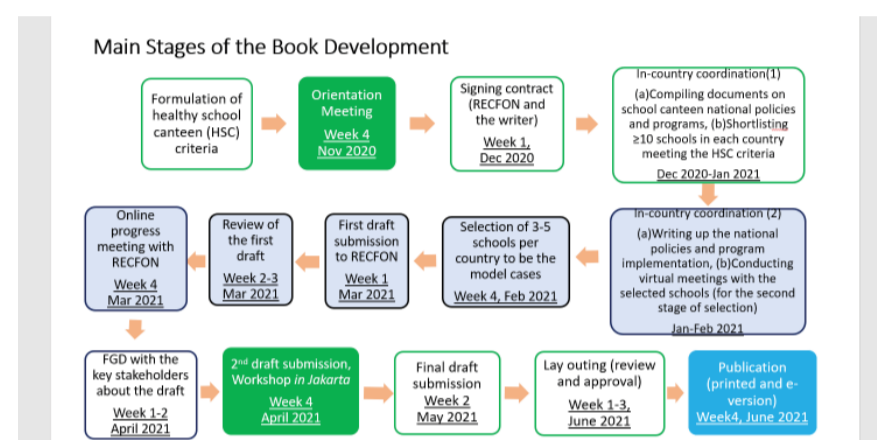 Main Stages of the Book Development
Formulation of
healthy school
canteen (HSC)
criteria
Orientation
Meeting
Week 4
Nov 2020
Signing contract
(RECFON and
the writer)
Week 1,
Dec 2020
In-country coordination(1)
(a)Compiling documents on
school canteen national policies
and programs, (b)Shortlisting
≥10 schools in each country
meeting the HSC criteria
Dec 2020-Jan 2021
In-country coordination (2)
(a)Writing up the national
policies and program
implementation, (b)Conducting
virtual meetings with the
selected schools (for the second
stage of selection)
Jan-Feb 2021
Selection of 3-5
schools per
country to be the
model cases
Week 4, Feb 2021
First draft
submission
to RECFON
Week 1
Mar 2021
Review of
the first
draft
Week 2-3
Mar 2021
Online
progress
meeting with
RECFON
Week 4
Mar 2021
FGD with the
key stakeholders
about the draft
Week 1-2
April 2021
2nd draft submission,
Workshop in Jakarta
Week 4
April 2021
Final draft
submission
Week 2
May 2021
Lay outing (review
and approval)
Week 1-3,
June 2021
Publication
(printed and e-
version)
Week4, June 2021